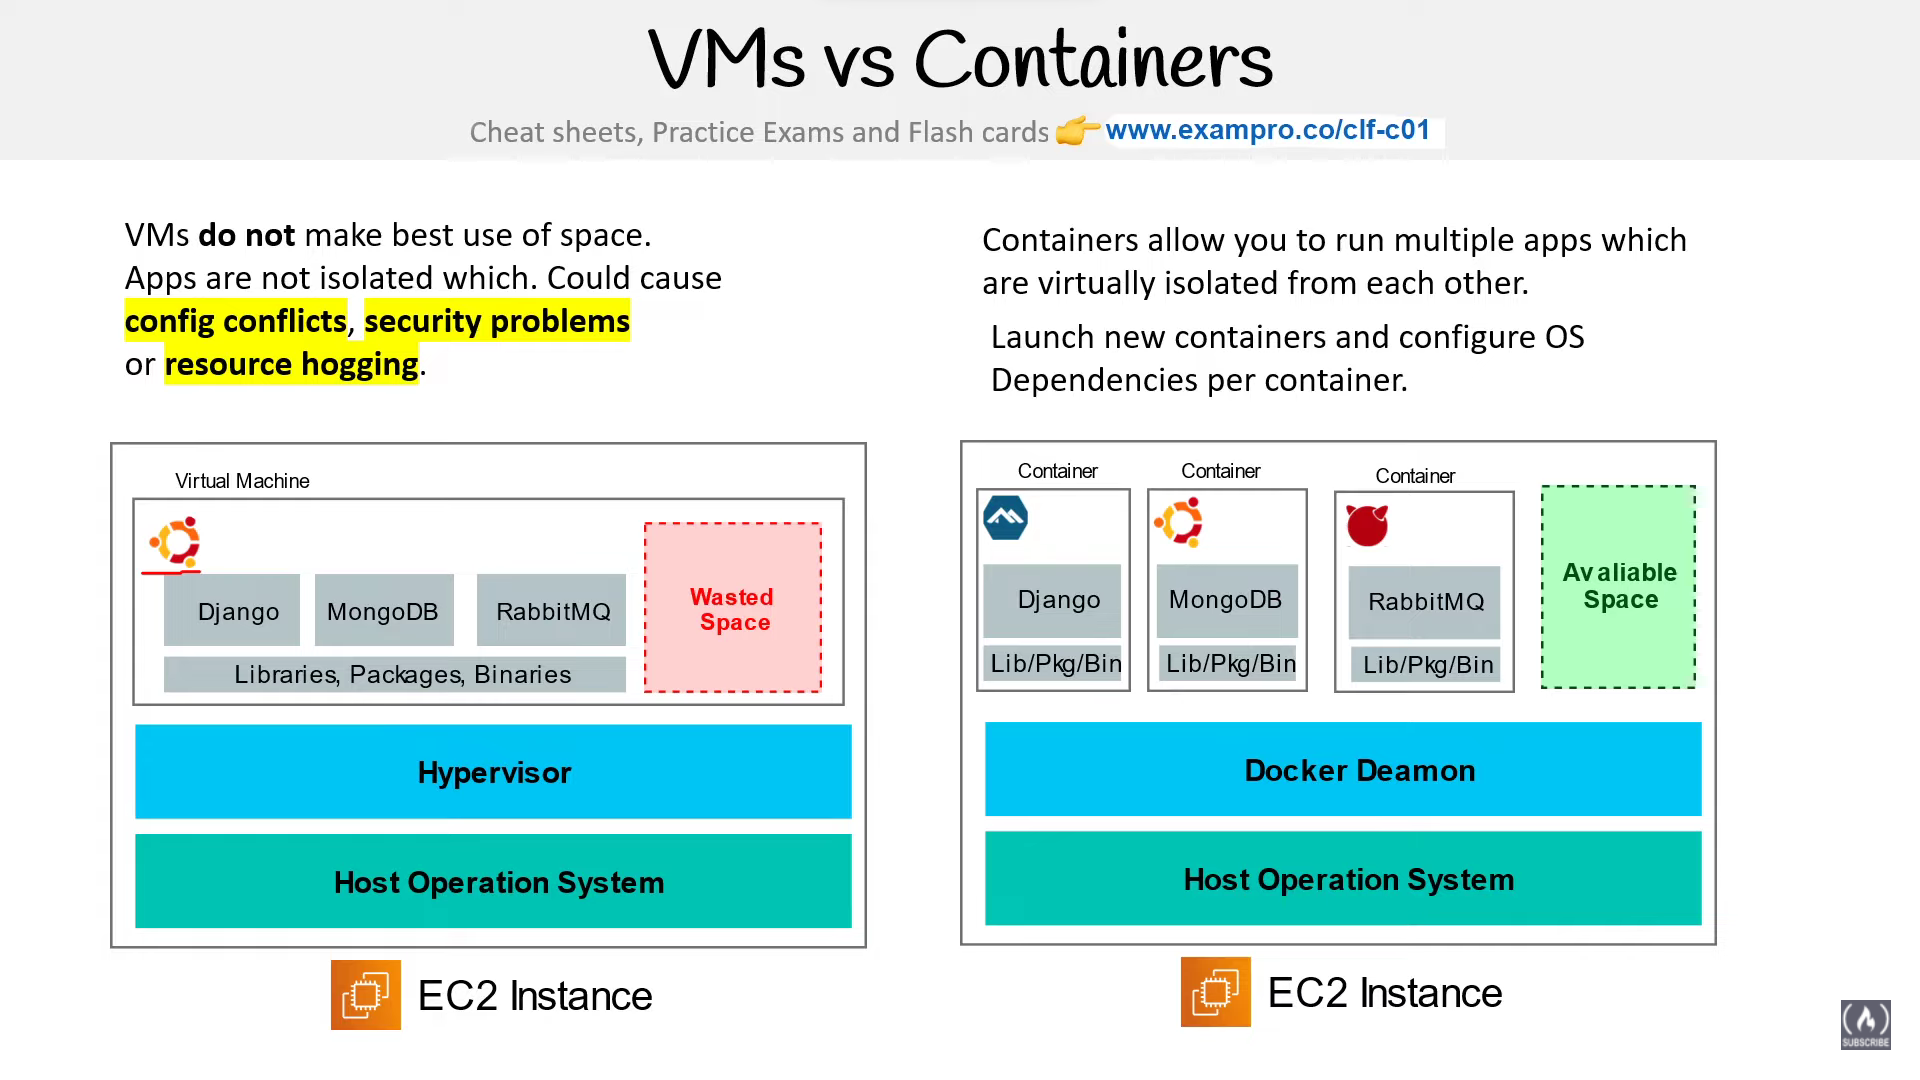 VMs vs Containers
Cheat sheets, Practice Exams and Flash cards 👉 www.exampro.co/clf-c01
VMs do not make best use of space.
Apps are not isolated which. Could cause
config conflicts, security problems
or resource hogging.
Virtual Machine
Django
MongoDB
RabbitMQ
Wasted
Space
Libraries, Packages, Binaries
Hypervisor
Host Operation System
EC2 Instance
Containers allow you to run multiple apps which
are virtually isolated from each other.
Launch new containers and configure OS
Dependencies per container.
Container
Django
Lib/Pkg/Bin
Container
MongoDB
Lib/Pkg/Bin
Container
RabbitMQ
Lib/Pkg/Bin
Avaliable
Space
Docker Deamon
Host Operation System
EC2 Instance
SUBSCRIBE